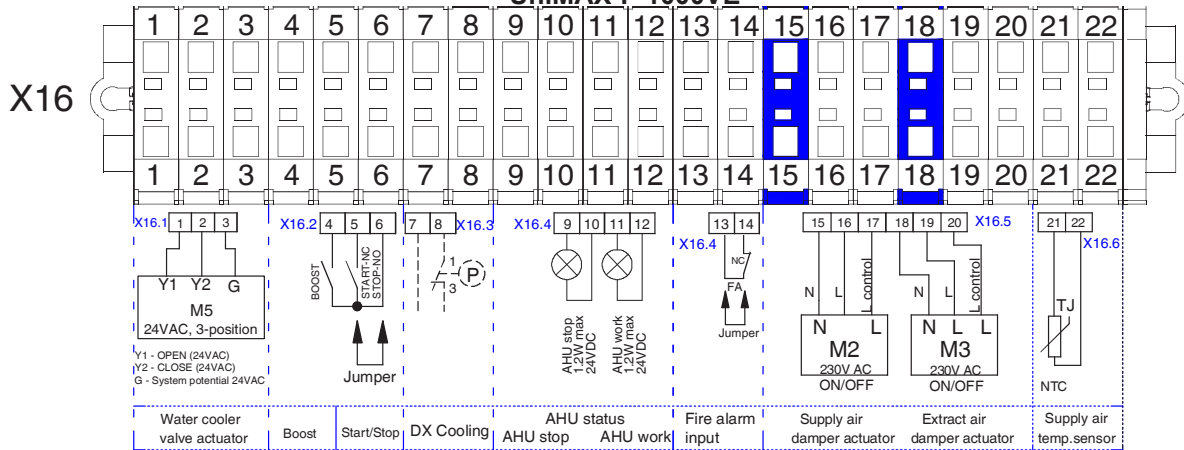 1 2 3 4 5 6 7 8 9 10 11 12 13 14 15 16 17 18 19 20 21 22
X16
1 2 3 4 5 6 7 8 9 10 11 12 13 14 15 16 17 18 19 20 21 22
X16.1 1 2 3
X16.2 4 5 6
7 8 X16.3
X16.4 9 10 11 12
13 14
X16.4
15 16 17 18 19 20 X16.5
21 22
X16.6
Y1 Y2 G
M5
24VAC, 3-position
Y1 - OPEN (24VAC)
Y2 - CLOSE (24VAC)
G - System potential 24VAC
BOOST
START-NC
STOP-NO
Jumper
1
P
3
AHU stop
1.2W max
24VDC
AHU work
1.2W max
24VDC
NC
FA
Jumper
N L L control
N L
M2
230V AC
ON/OFF
N L L control
N L L
M3
230V AC
ON/OFF
TJ
NTC
Water cooler
valve actuator
Boost
Start/Stop
DX Cooling
AHU status
AHU stop AHU work
Fire alarm
input
Supply air
damper actuator
Extract air
damper actuator
Supply air
temp.sensor